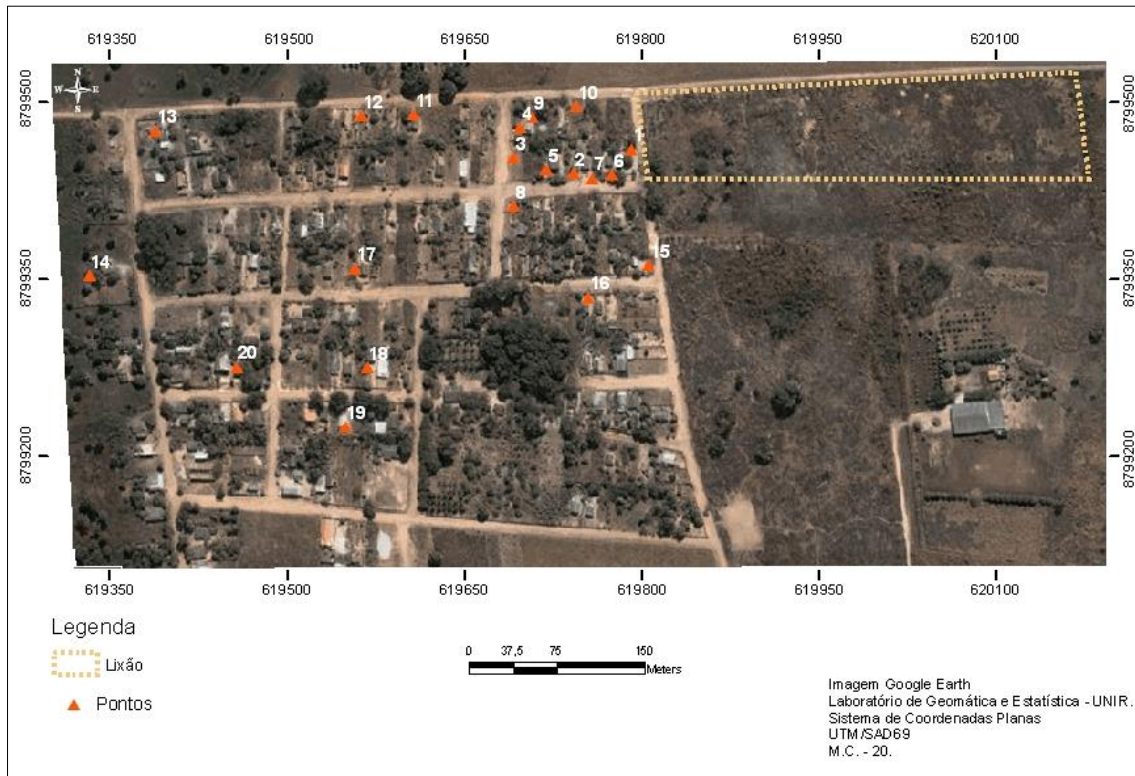 619350 619500 619650 619800 619950 620100
8799500 8799500
W N E S
13 12 11 4 9 10 1
3 5 2 7 6
8
14 17 15
8799350 8799350
16
20 18
19
8799200 8799200
619350 619500 619650 619800 619950 620100
Legenda
Lixão
Pontos
0 37,5 75 150
Meters
Imagem Google Earth
Laboratório de Geomática e Estatística - UNIR.
Sistema de Coordenadas Planas
UTM/SAD69
M.C. - 20.